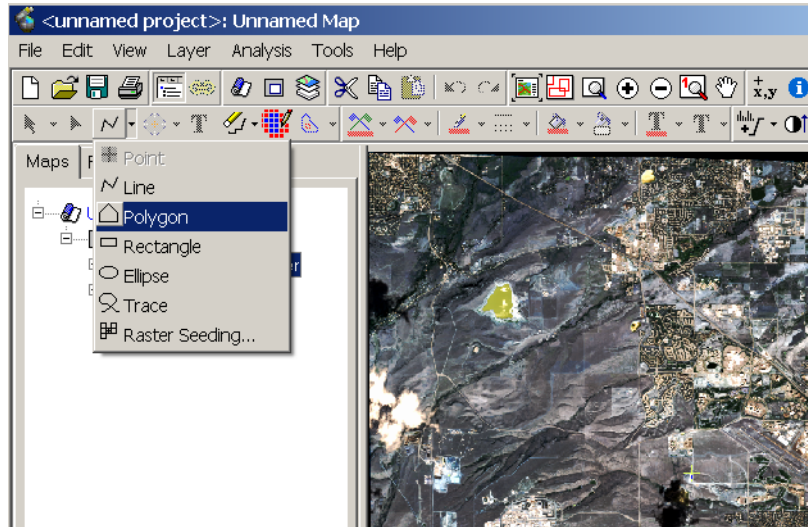 <unnamed project>: Unnamed Map
File Edit View Layer Analysis Tools Help
x,y
Maps
Point
Line
Polygon
Rectangle
Ellipse
Trace
Raster Seeding...